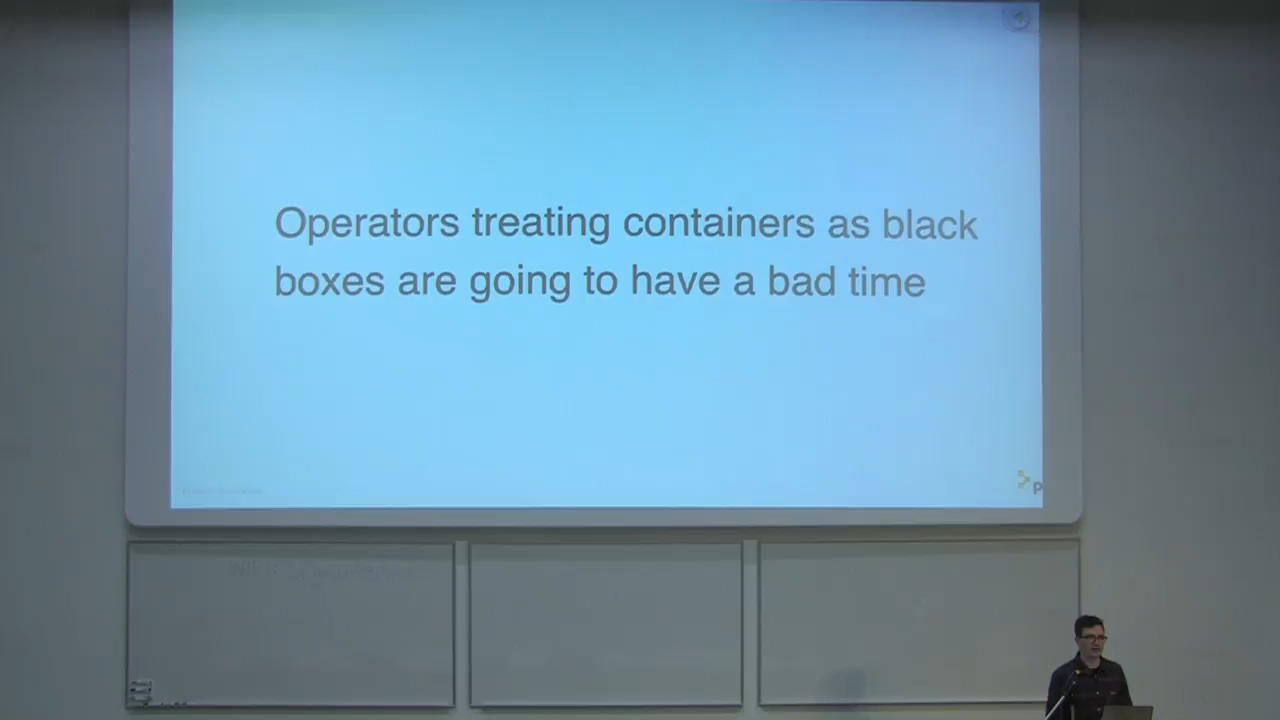 Operators treating containers as black
boxes are going to have a bad time
p